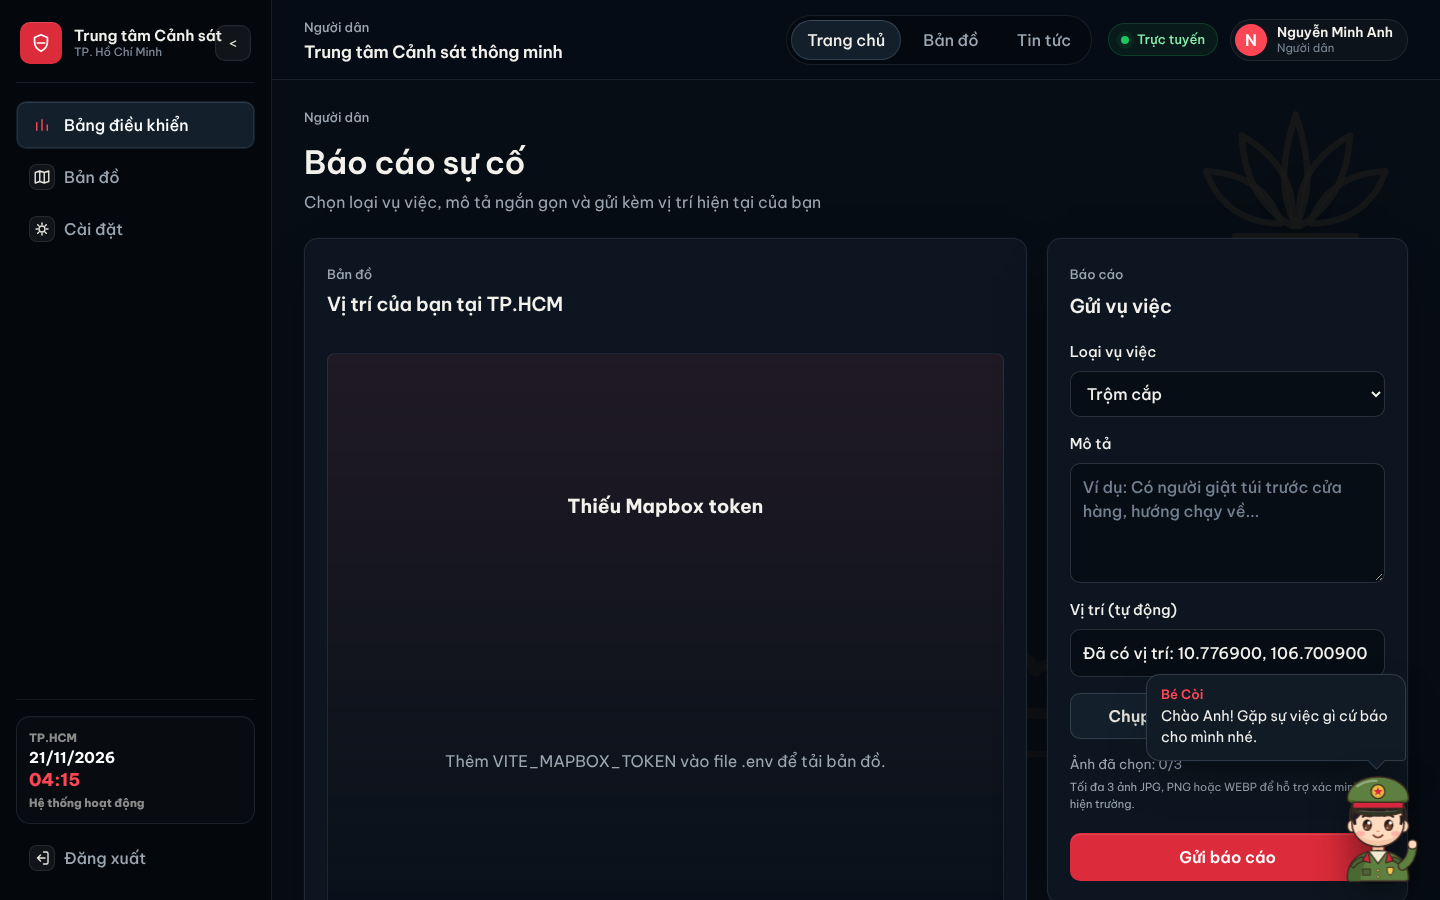 Trung tâm Cảnh sát
TP. Hồ Chí Minh
<
Bảng điều khiển
Bản đồ
Cài đặt
TP.HCM
21/11/2026
04:15
Hệ thống hoạt động
Đăng xuất
Người dân
Trung tâm Cảnh sát thông minh
Trang chủ
Bản đồ
Tin tức
Trực tuyến
N
Nguyễn Minh Anh
Người dân
Người dân
Báo cáo sự cố
Chọn loại vụ việc, mô tả ngắn gọn và gửi kèm vị trí hiện tại của bạn
Bản đồ
Vị trí của bạn tại TP.HCM
Thiếu Mapbox token
Thêm VITE_MAPBOX_TOKEN vào file .env để tải bản đồ.
Báo cáo
Gửi vụ việc
Loại vụ việc
Trộm cắp
Mô tả
Ví dụ: Có người giật túi trước cửa
hàng, hướng chạy về...
Vị trí (tự động)
Đã có vị trí: 10.776900, 106.700900
Chụp
Bé Còi
Chào Anh! Gặp sự việc gì cứ báo
cho mình nhé.
Ảnh đã chọn: 0/3
Tối đa 3 ảnh JPG, PNG hoặc WEBP để hỗ trợ xác
hiện trường.
Gửi báo cáo